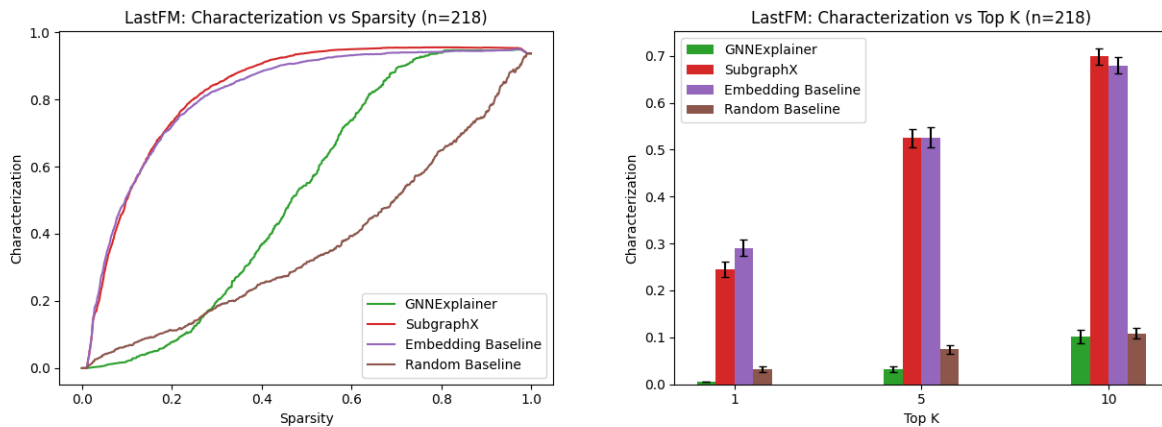 LastFM: Characterization vs Sparsity (n=218)
1.0
0.8
0.6
0.4
0.2
0.0
Characterization
0.0 0.2 0.4 0.6 0.8 1.0
Sparsity
GNNExplainer
SubgraphX
Embedding Baseline
Random Baseline
LastFM: Characterization vs Top K (n=218)
0.7
0.6
0.5
0.4
0.3
0.2
0.1
0.0
Characterization
GNNExplainer
SubgraphX
Embedding Baseline
Random Baseline
1 5 10
Top K